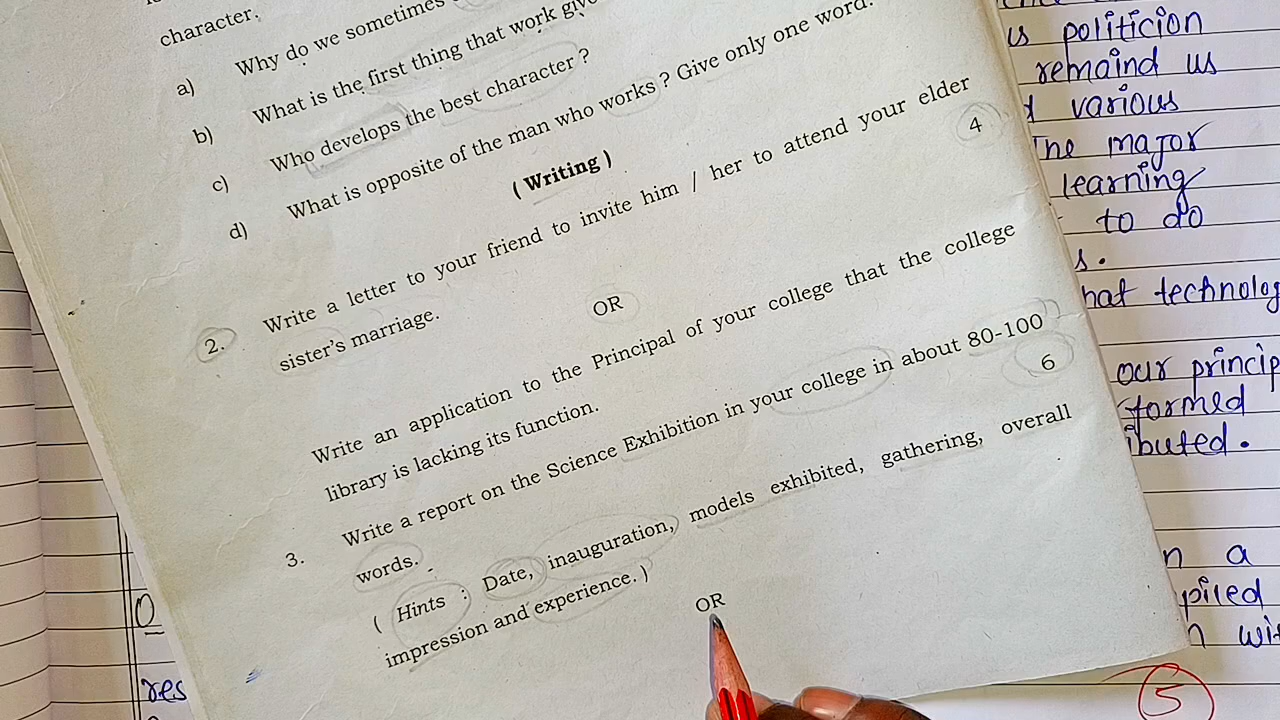 character.
a) Why do we sometimes
b) What is the first thing that work give
c) Who develops the best character ?
d) What is opposite of the man who works ? Give only one word.
( Writing )
2. Write a letter to your friend to invite him / her to attend your elder
sister's marriage. 4
OR
Write an application to the Principal of your college that the college
library is lacking its function.
3. Write a report on the Science Exhibition in your college in about 80-100
words. 6
( Hints : Date, inauguration, models exhibited, gathering, overall
impression and experience. )
OR
us politicion
remaind us
various
The major
learning
to do
s.
hat technolog
our princip
formed
ibuted.
n a
piled
n wi
5
res